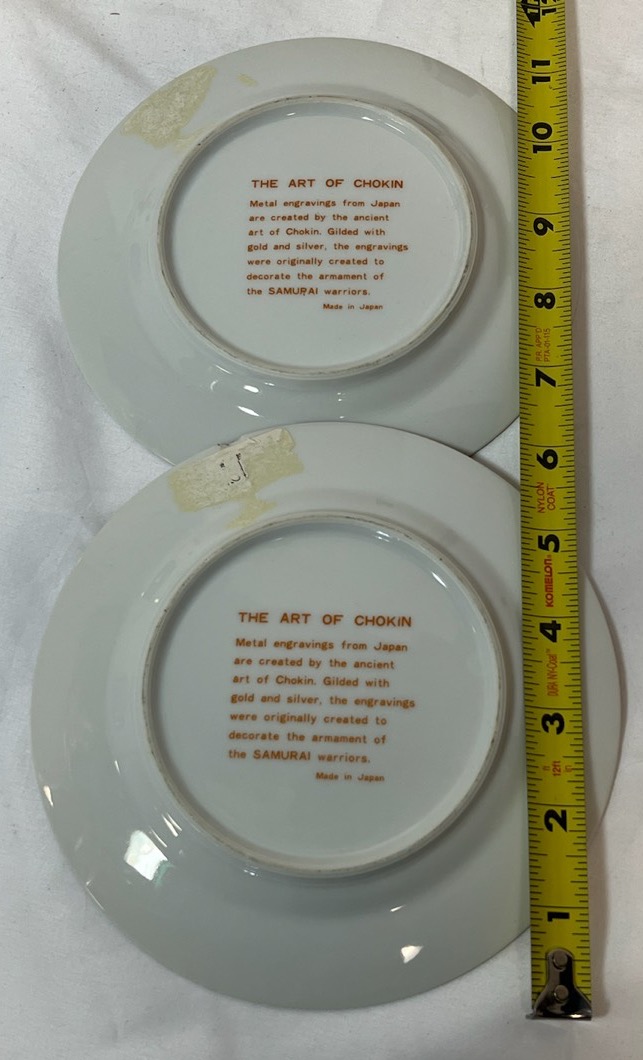 THE ART OF CHOKIN
Metal engravings from Japan
are created by the ancient
art of Chokin. Gilded with
gold and silver, the engravings
were originally created to
decorate the armament of
the SAMURAI warriors.
Made in Japan
THE ART OF CHOKIN
Metal engravings from Japan
are created by the ancient
art of Chokin. Gilded with
gold and silver, the engravings
were originally created to
decorate the armament of
the SAMURAI warriors.
Made in Japan
11
10
9
8
7
6
NYLON
COAT
5
KOMELON®
4
3
12ft
2
1